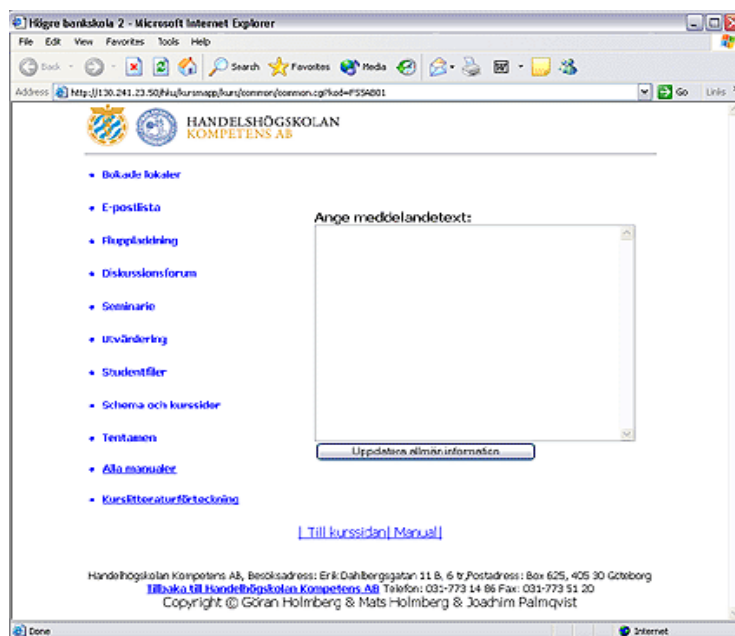 Högre bankskola 2 - Microsoft Internet Explorer
File Edit View Favorites Tools Help
Back Search Favorites Media
Address http://130.241.23.50/hlu/kursmapp/kurs/common/common.cgi?kod=FSSAB01 Go Links
HANDELSHÖGSKOLAN
KOMPETENS AB
Bokade lokaler
E-postlista
Ange meddelandetext:
Filuppladdning
Diskussionsforum
Seminarie
Utvärdering
Studentfiler
Schema och kurssidor
Tentamen
Uppdatera allmän information
Alla manualer
Kurslitteraturförteckning
| Till kurssidan| Manual|
Handelhögskolan Kompetens AB, Besöksadress: Erik Dahlbergsgatan 11 B, 6 tr,Postadress: Box 625, 405 30 Göteborg
Tillbaka till Handelhögskolan Kompetens AB Telefon: 031-773 14 86 Fax: 031-773 51 20
Copyright © Göran Holmberg & Mats Holmberg & Joachim Palmqvist
Done Internet